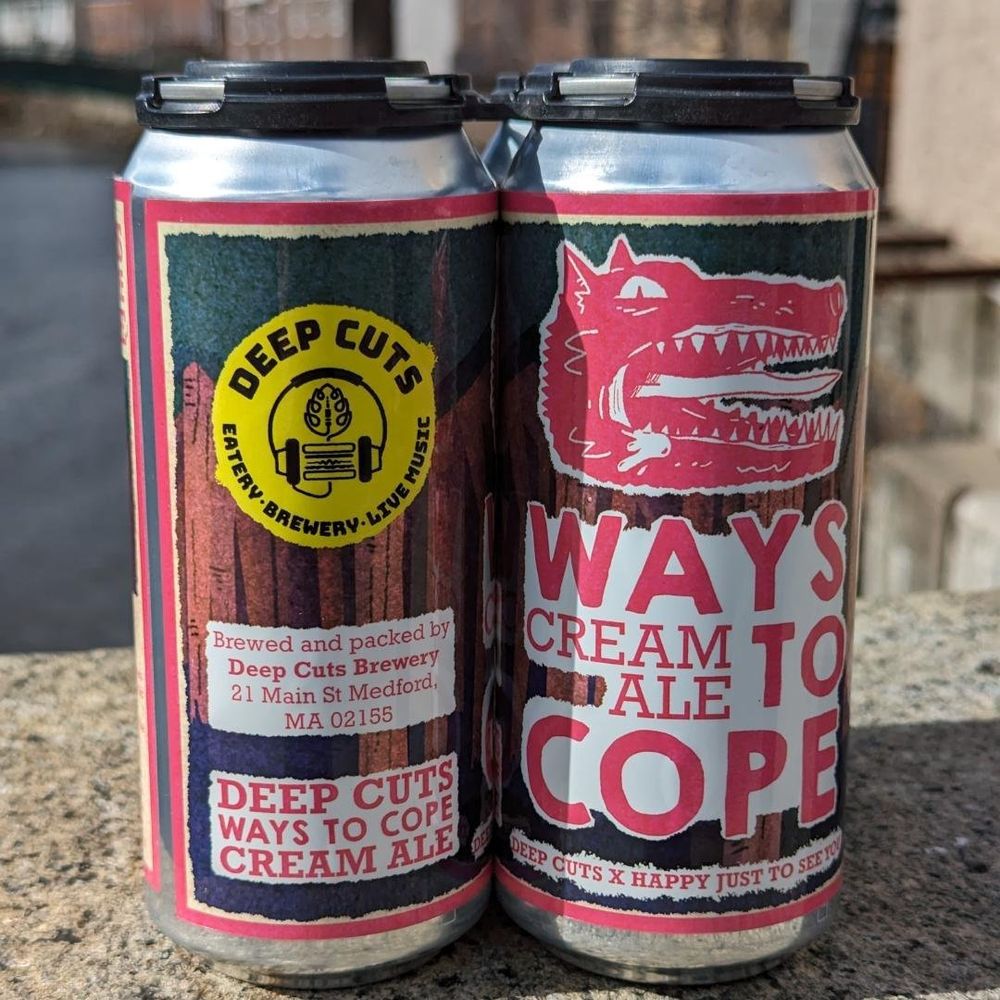 DEEP CUTS
EATERY · BREWERY · LIVE MUSIC
Brewed and packed by
Deep Cuts Brewery
21 Main St Medford,
MA 02155
DEEP CUTS
WAYS TO COPE
CREAM ALE
WAYS
CREAM
ALE
TO
COPE
DEEP CUTS X HAPPY JUST TO SEE YOU